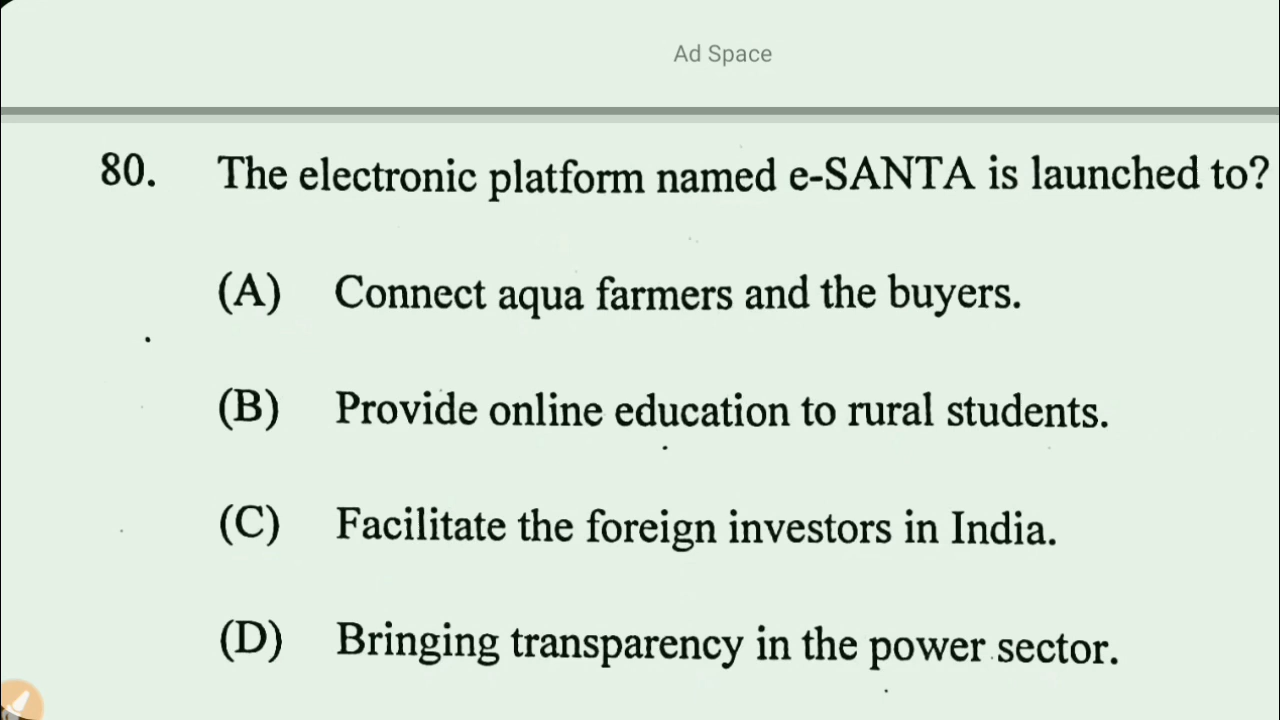 Ad Space
80. The electronic platform named e-SANTA is launched to?
(A) Connect aqua farmers and the buyers.
(B) Provide online education to rural students.
(C) Facilitate the foreign investors in India.
(D) Bringing transparency in the power sector.